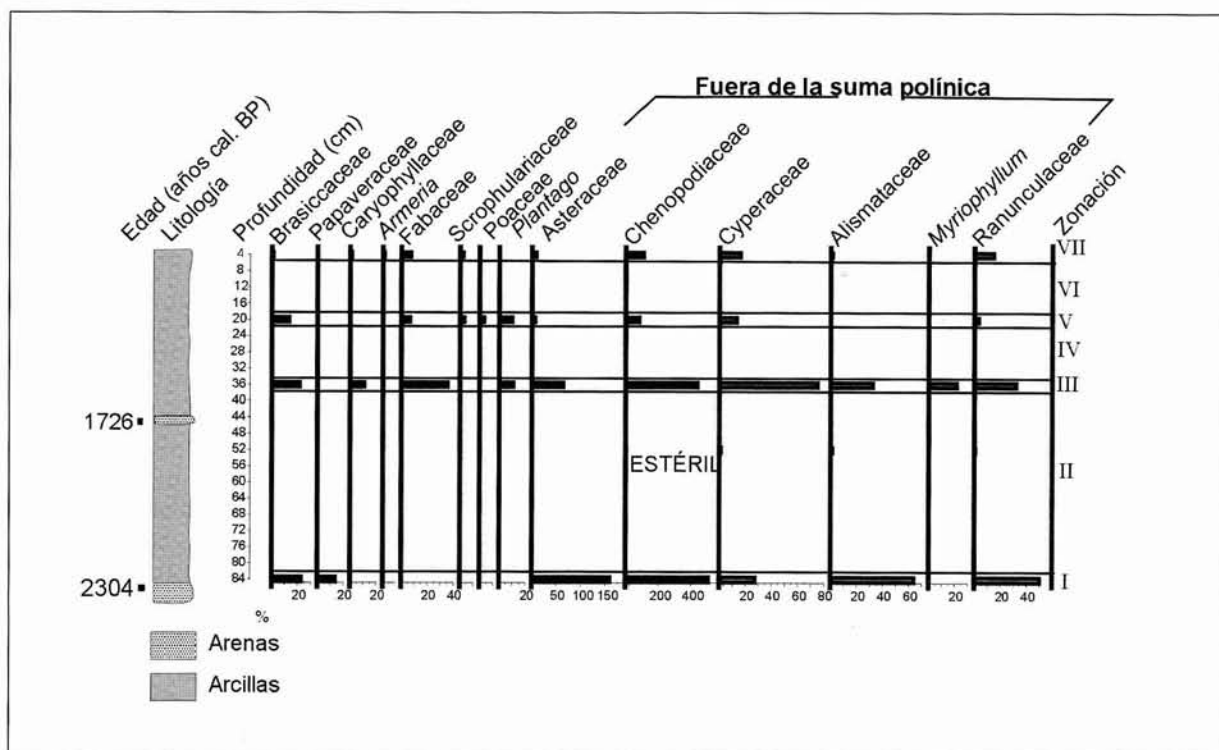 Fuera de la suma polínica
Edad (años cal. BP)
Litología
Profundidad (cm)
Brasiccaceae
Papaveraceae
Caryophyllaceae
Armeria
Fabaceae
Scrophulariaceae
Poaceae
Plantago
Asteraceae
Chenopodiaceae
Cyperaceae
Alismataceae
Myriophyllum
Ranunculaceae
Zonación
4
8
12
16
20
24
28
32
36
40
44
48
52
56
60
64
68
72
76
80
84
1726
2304
ESTÉRIL
VII
VI
V
IV
III
II
I
20 20 20 20 40 20 50 100 150 200 400 20 40 60 80 20 40 60 20 20 40
%
Arenas
Arcillas